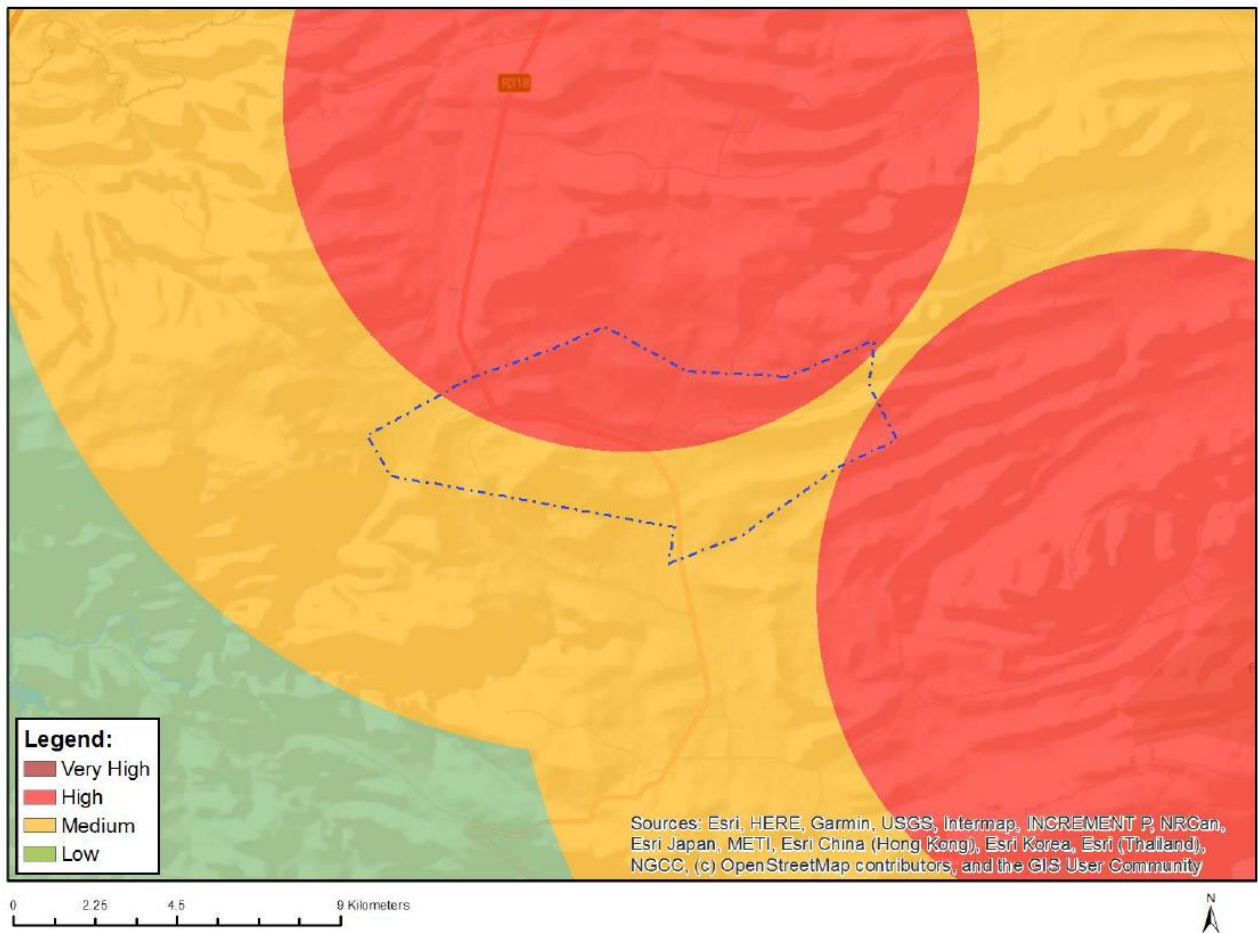 R318
Legend:
Very High
High
Medium
Low
Sources: Esri, HERE, Garmin, USGS, Intermap, INCREMENT P, NRCan,
Esri Japan, METI, Esri China (Hong Kong), Esri Korea, Esri (Thailand),
NGCC, (c) OpenStreetMap contributors, and the GIS User Community
0 2.25 4.5 9 Kilometers
N